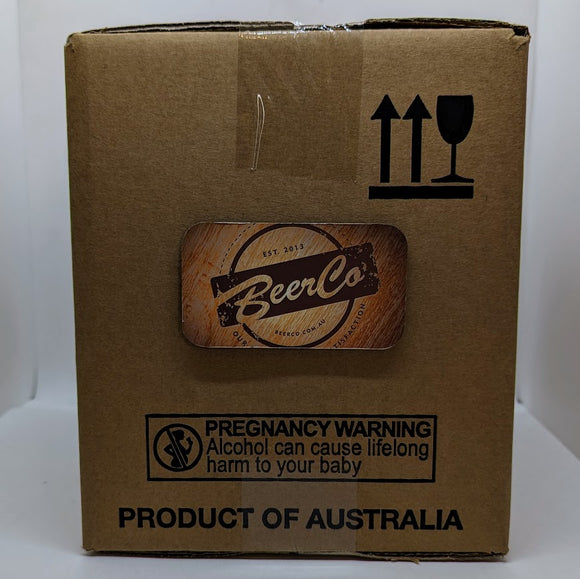 EST. 2013
BeerCo
BEERCO.COM.AU
OUR
PREGNANCY WARNING
Alcohol can cause lifelong
harm to your baby
PRODUCT OF AUSTRALIA